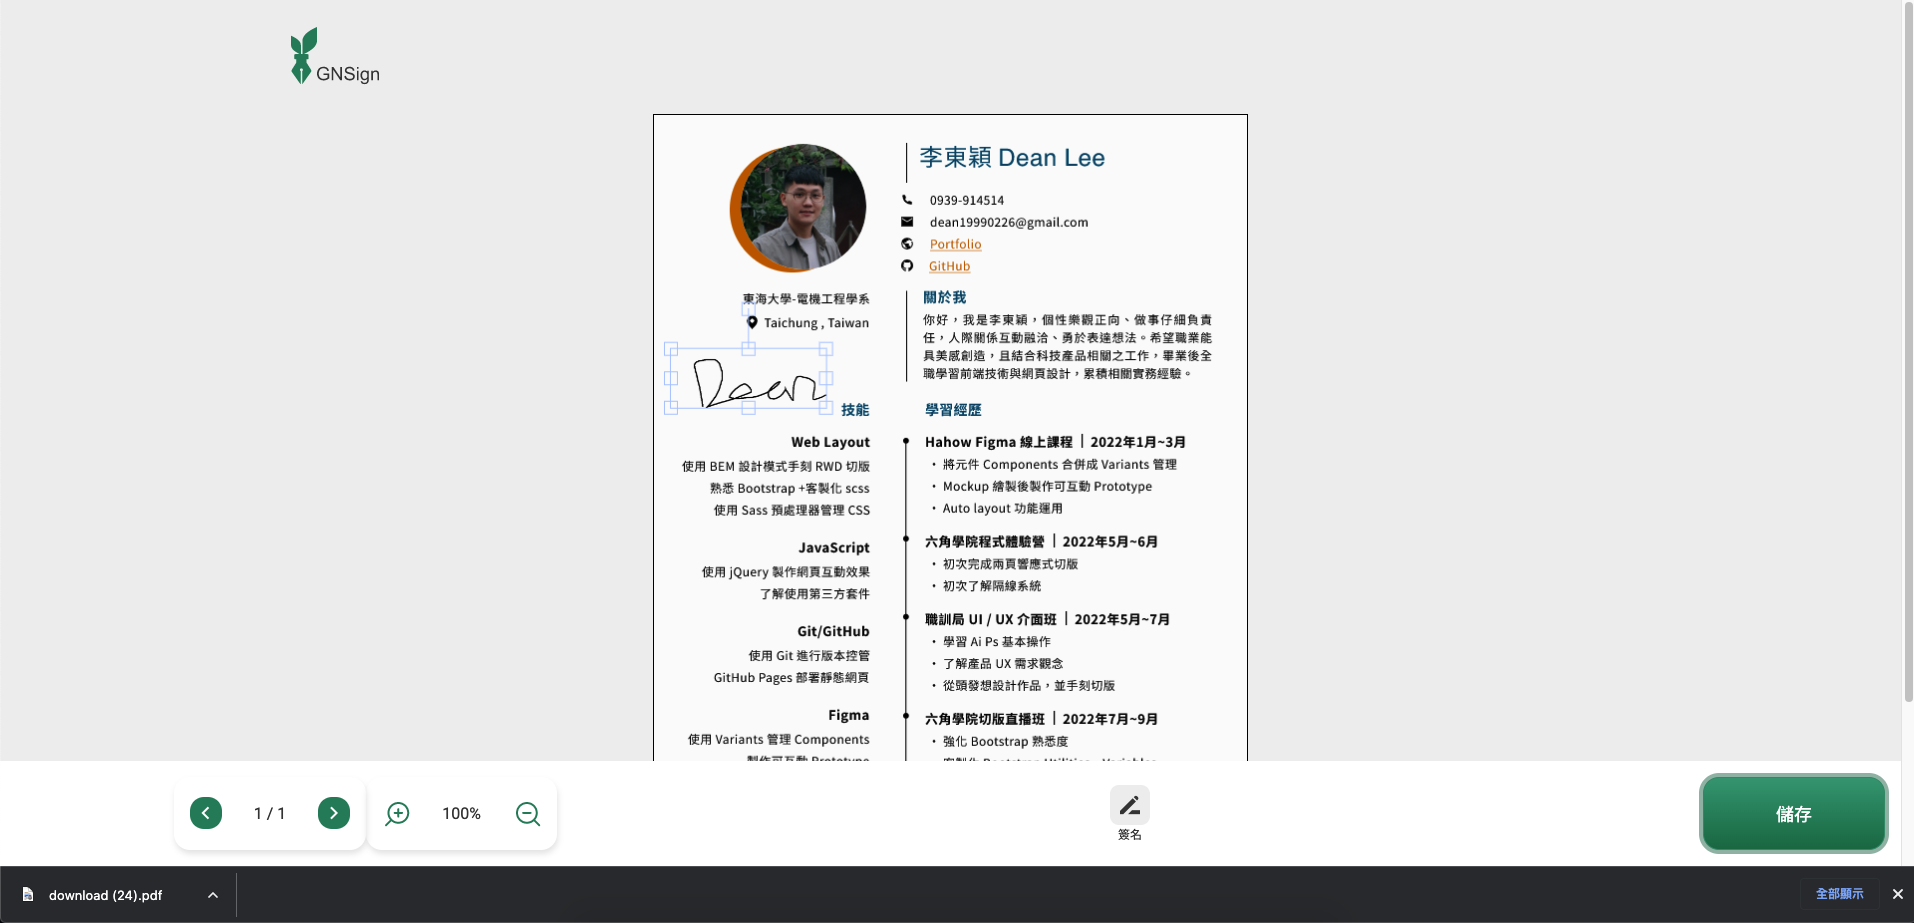 GNSign
李東穎 Dean Lee
0939-914514
dean19990226@gmail.com
Portfolio
GitHub
東海大學-電機工程學系
Taichung , Taiwan
Dean
關於我
你好，我是李東穎，個性樂觀正向、做事仔細負責
任，人際關係互動融洽、勇於表達想法。希望職業能
具美感創造，且結合科技產品相關之工作，畢業後全
職學習前端技術與網頁設計，累積相關實務經驗。
技能
Web Layout
使用 BEM 設計模式手刻 RWD 切版
熟悉 Bootstrap +客製化 scss
使用 Sass 預處理器管理 CSS
JavaScript
使用 jQuery 製作網頁互動效果
了解使用第三方套件
Git/GitHub
使用 Git 進行版本控管
GitHub Pages 部署靜態網頁
Figma
使用 Variants 管理 Components
製作可互動 Prototype
學習經歷
Hahow Figma 線上課程｜2022年1月~3月
・將元件 Components 合併成 Variants 管理
・Mockup 繪製後製作可互動 Prototype
・Auto layout 功能運用
六角學院程式體驗營｜2022年5月~6月
・初次完成兩頁響應式切版
・初次了解隔線系統
職訓局 UI / UX 介面班｜2022年5月~7月
・學習 Ai Ps 基本操作
・了解產品 UX 需求觀念
・從頭發想設計作品，並手刻切版
六角學院切版直播班｜2022年7月~9月
・強化 Bootstrap 熟悉度
・客製化 Bootstrap Utilities、Variables
1 / 1
100%
簽名
儲存
download (24).pdf
全部顯示